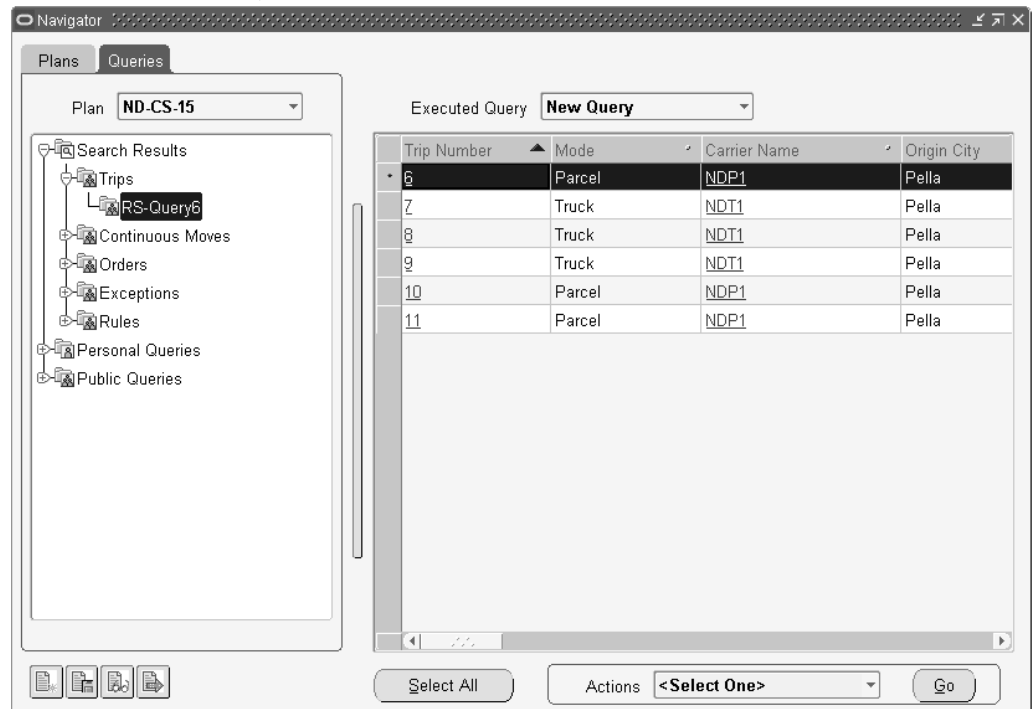 Navigator
Plans Queries
Plan ND-CS-15
Executed Query New Query
Search Results
Trips
RS-Query6
Continuous Moves
Orders
Exceptions
Rules
Personal Queries
Public Queries
Trip Number Mode Carrier Name Origin City
6 Parcel NDP1 Pella
7 Truck NDT1 Pella
8 Truck NDT1 Pella
9 Truck NDT1 Pella
10 Parcel NDP1 Pella
11 Parcel NDP1 Pella
Select All Actions <Select One> Go